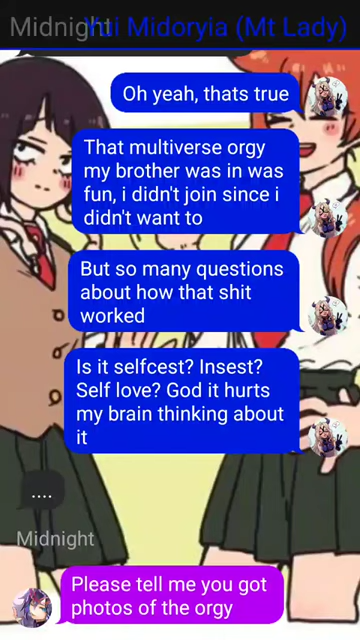 Midnight Yui Midoryia (Mt Lady)
Oh yeah, thats true
That multiverse orgy
my brother was in was
fun, i didn't join since i
didn't want to
But so many questions
about how that shit
worked
Is it selfcest? Insest?
Self love? God it hurts
my brain thinking about
it
....
Midnight
Please tell me you got
photos of the orgy